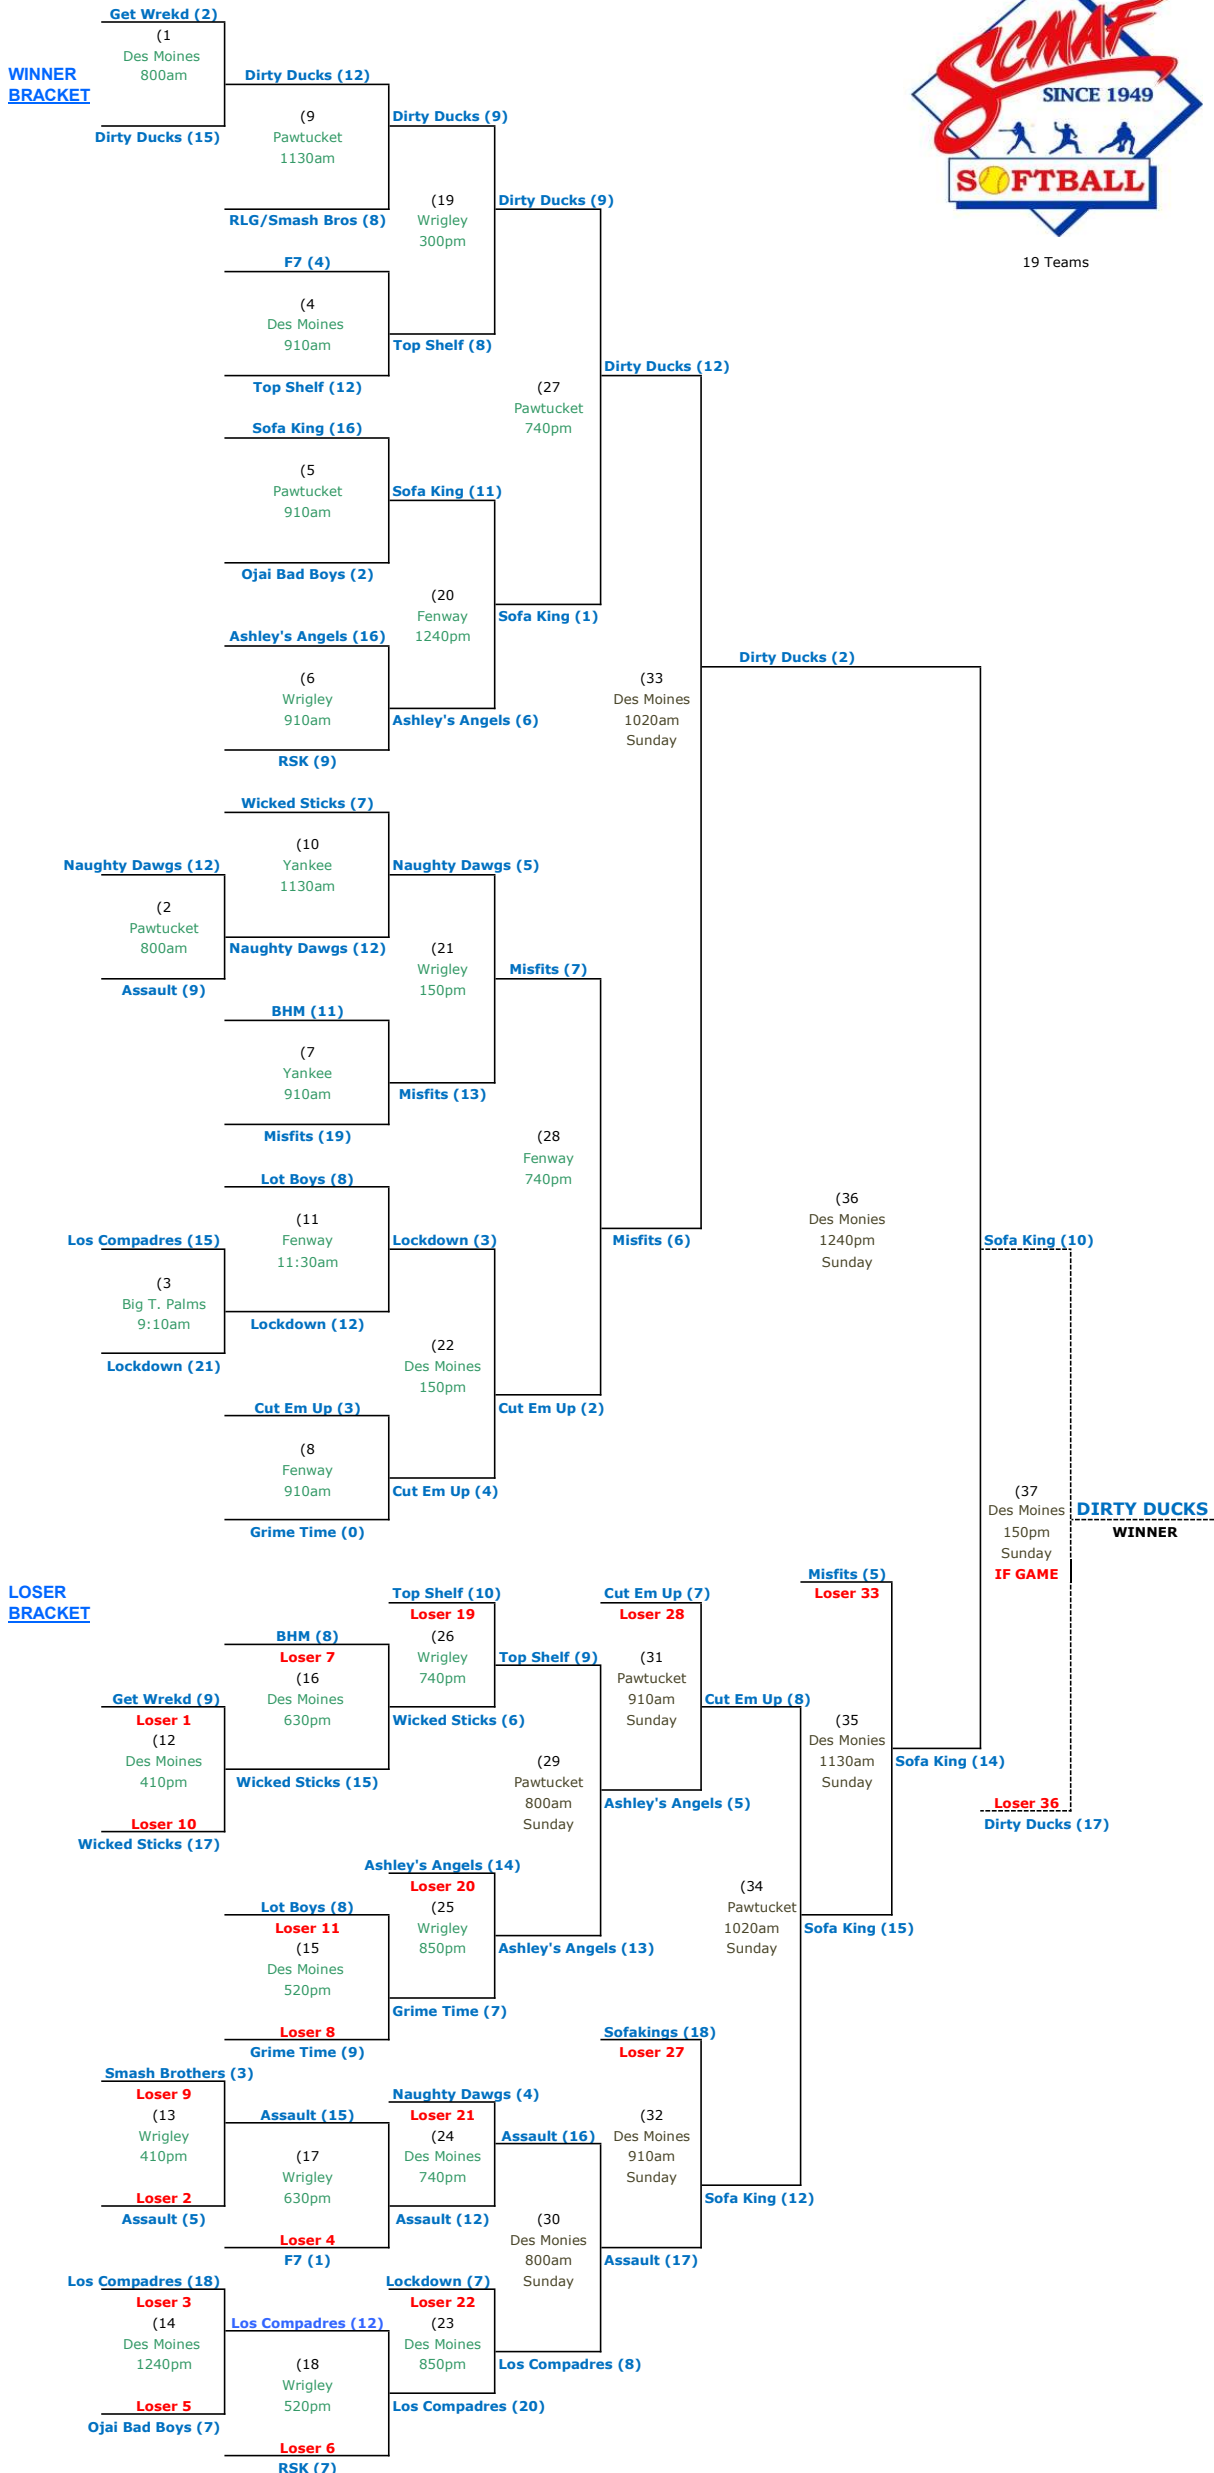 Get Wrekd (2)
(1
Des Moines
800am
WINNER
BRACKET
Dirty Ducks (15)
Dirty Ducks (12)
(9
Pawtucket
1130am
RLG/Smash Bros (8)
Dirty Ducks (9)
(19
Wrigley
300pm
Dirty Ducks (9)
SCMAF
SINCE 1949
SOFTBALL
19 Teams
F7 (4)
(4
Des Moines
910am
Top Shelf (8)
Top Shelf (12)
Dirty Ducks (12)
(27
Pawtucket
740pm
Sofa King (16)
(5
Pawtucket
910am
Sofa King (11)
Ojai Bad Boys (2)
(20
Fenway
1240pm
Sofa King (1)
Ashley's Angels (16)
(6
Wrigley
910am
Ashley's Angels (6)
RSK (9)
Dirty Ducks (2)
(33
Des Moines
1020am
Sunday
Wicked Sticks (7)
(10
Yankee
1130am
Naughty Dawgs (12)
Naughty Dawgs (5)
(2
Pawtucket
800am
Naughty Dawgs (12)
(21
Wrigley
150pm
Misfits (7)
Assault (9)
BHM (11)
(7
Yankee
910am
Misfits (13)
Misfits (19)
(28
Fenway
740pm
Lot Boys (8)
(11
Fenway
11:30am
Los Compadres (15)
Lockdown (3)
Misfits (6)
(36
Des Monies
1240pm
Sunday
Sofa King (10)
(3
Big T. Palms
9:10am
Lockdown (12)
Lockdown (21)
(22
Des Moines
150pm
Cut Em Up (3)
Cut Em Up (2)
(8
Fenway
910am
Cut Em Up (4)
Grime Time (0)
(37
Des Moines
150pm
Sunday
IF GAME
DIRTY DUCKS
WINNER
LOSER
BRACKET
Top Shelf (10)
Loser 19
Cut Em Up (7)
Loser 28
Misfits (5)
Loser 33
BHM (8)
Loser 7
(26
Wrigley
740pm
Top Shelf (9)
(16
Des Moines
630pm
(31
Pawtucket
910am
Sunday
Get Wrekd (9)
Loser 1
(12
Des Moines
410pm
Wicked Sticks (6)
Cut Em Up (8)
(35
Des Monies
1130am
Sunday
Sofa King (14)
Wicked Sticks (15)
(29
Pawtucket
800am
Sunday
Ashley's Angels (5)
Loser 36
Dirty Ducks (17)
Loser 10
Wicked Sticks (17)
Ashley's Angels (14)
Loser 20
(25
Wrigley
850pm
Lot Boys (8)
Loser 11
(15
Des Moines
520pm
Ashley's Angels (13)
(34
Pawtucket
1020am
Sunday
Sofa King (15)
Grime Time (7)
Loser 8
Grime Time (9)
Sofakings (18)
Loser 27
Smash Brothers (3)
Loser 9
(13
Wrigley
410pm
Naughty Dawgs (4)
Loser 21
(24
Des Moines
740pm
Assault (15)
Assault (16)
(32
Des Moines
910am
Sunday
(17
Wrigley
630pm
Loser 2
Assault (5)
Assault (12)
Sofa King (12)
(30
Des Monies
800am
Sunday
Loser 4
F7 (1)
Assault (17)
Los Compadres (18)
Loser 3
(14
Des Moines
1240pm
Lockdown (7)
Loser 22
(23
Des Moines
850pm
Los Compadres (12)
(18
Wrigley
520pm
Los Compadres (8)
Loser 5
Ojai Bad Boys (7)
Los Compadres (20)
Loser 6
RSK (7)